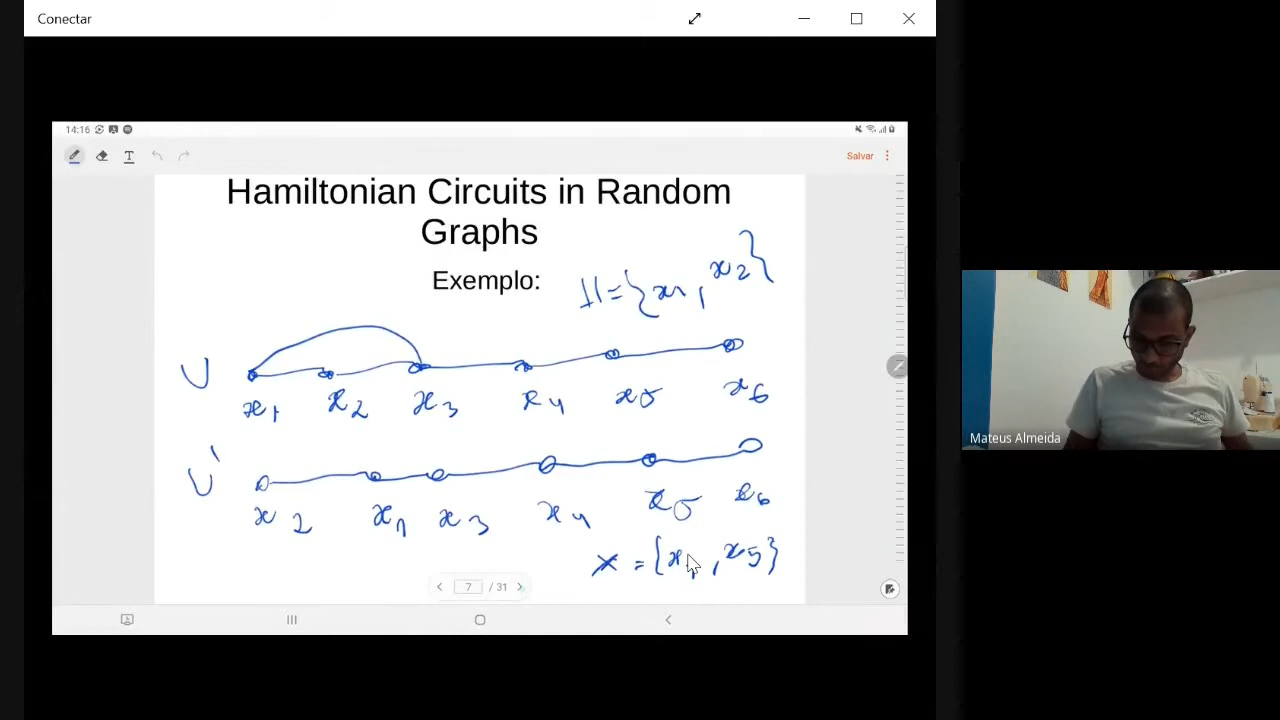 Conectar
14:16
Salvar
Hamiltonian Circuits in Random
Graphs
Exemplo:
H={x1, x2}
U
x1 x2 x3 x4 x5 x6
U'
x2 x1 x3 x4 x5 x6
, x5}
7 / 31
Mateus Almeida